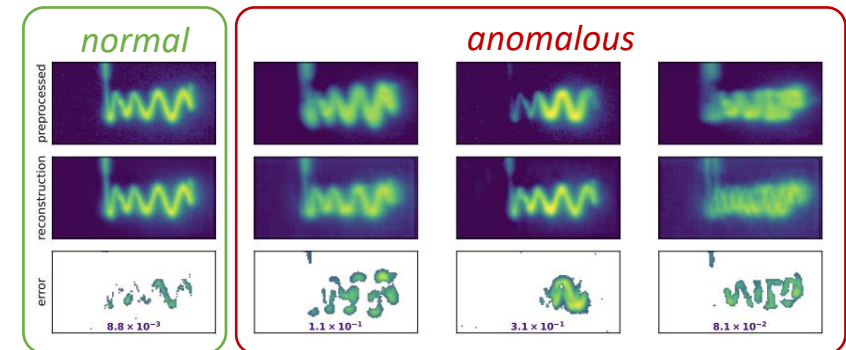 normal
anomalous
preprocessed
reconstruction
error
8.8 × 10⁻³
1.1 × 10⁻¹
3.1 × 10⁻¹
8.1 × 10⁻²